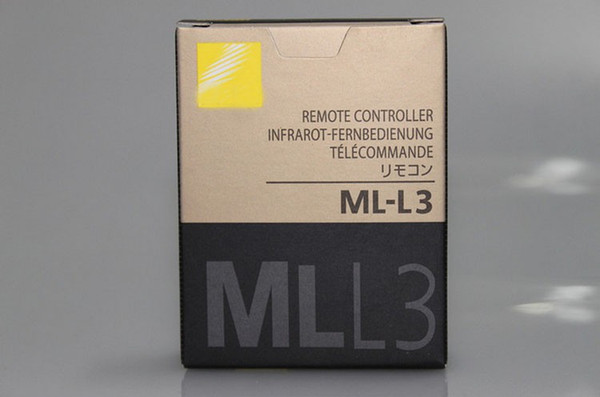 REMOTE CONTROLLER
INFRAROT-FERNBEDIENUNG
TÉLÉCOMMANDE
リモコン
ML-L3
MLL3